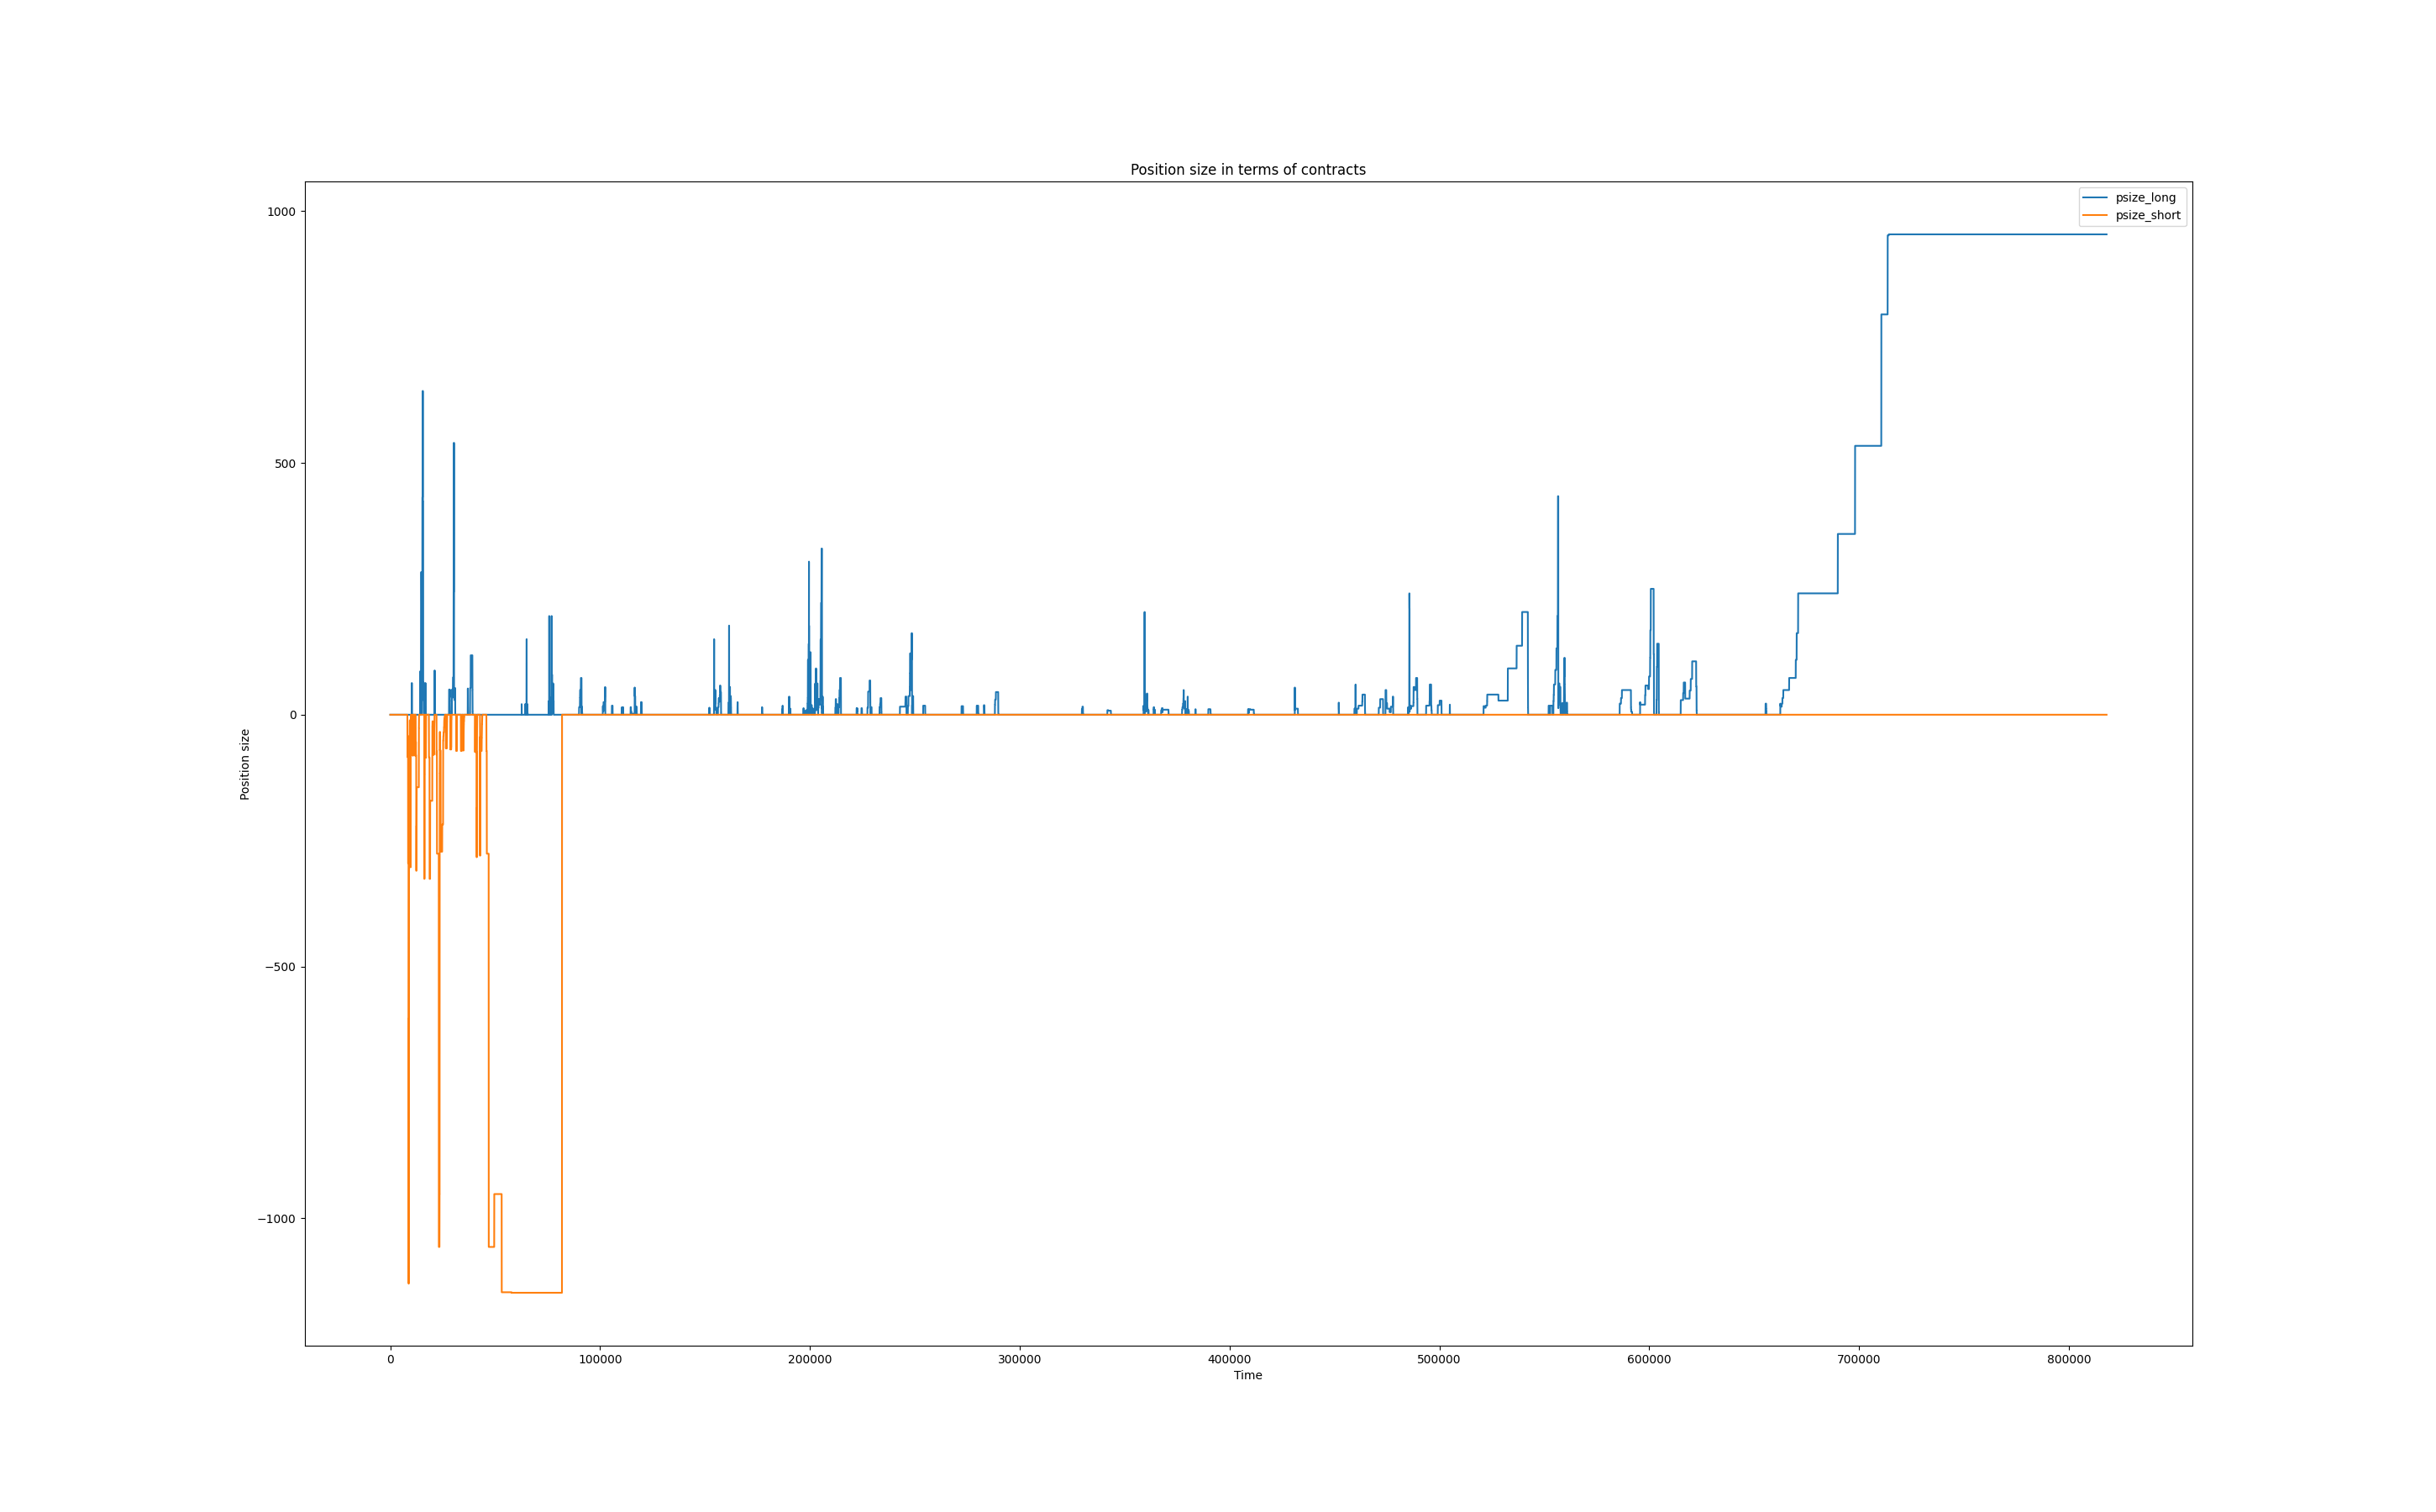 Position size in terms of contracts
psize_long
psize_short
1000
500
0
−500
−1000
Position size
0 100000 200000 300000 400000 500000 600000 700000 800000
Time